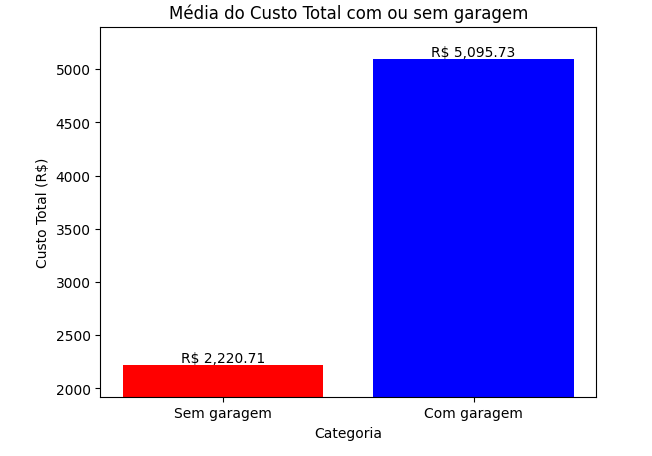 Média do Custo Total com ou sem garagem
R$ 5,095.73
R$ 2,220.71
5000
4500
4000
3500
3000
2500
2000
Custo Total (R$)
Sem garagem
Com garagem
Categoria